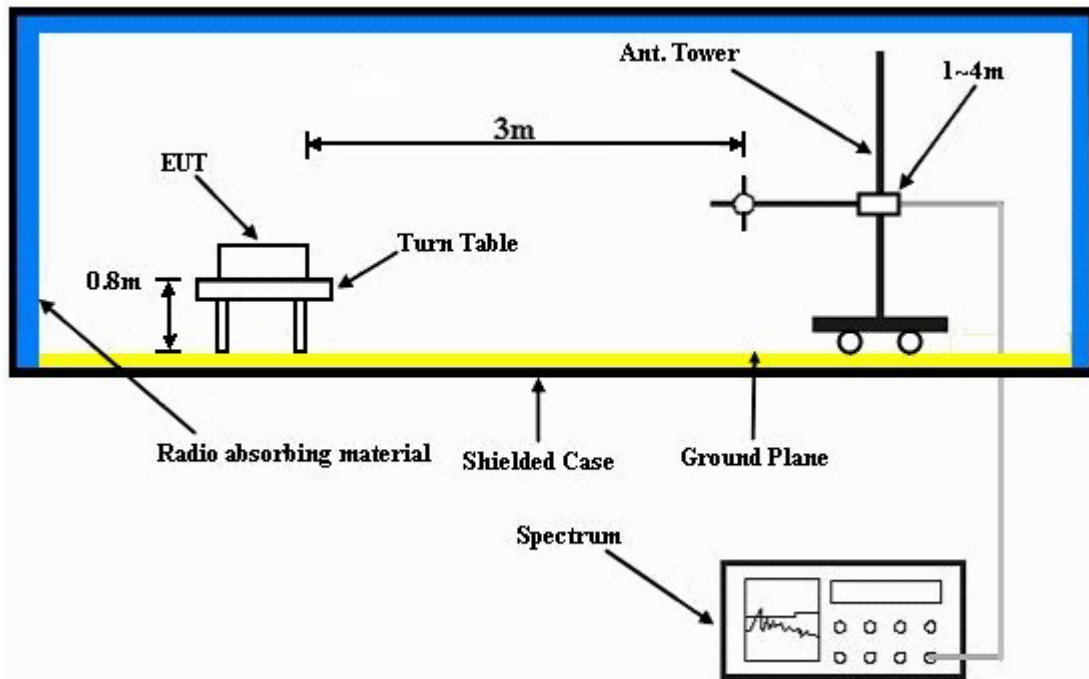 Ant. Tower
1~4m
3m
EUT
Turn Table
0.8m
Radio absorbing material
Shielded Case
Ground Plane
Spectrum